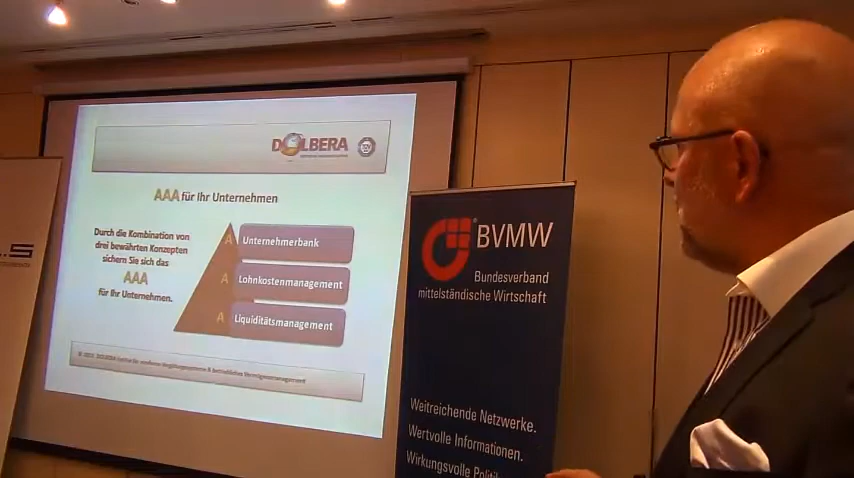 DOLBERA
AAA für Ihr Unternehmen
Durch die Kombination von
drei bewährten Konzepten
sichern Sie sich das
AAA
für Ihr Unternehmen.
A Unternehmerbank
A Lohnkostenmanagement
A Liquiditätsmanagement
BVMW
Bundesverband
mittelständische Wirtschaft
Weitreichende Netzwerke.
Wertvolle Informationen.
Wirkungsvolle Politi